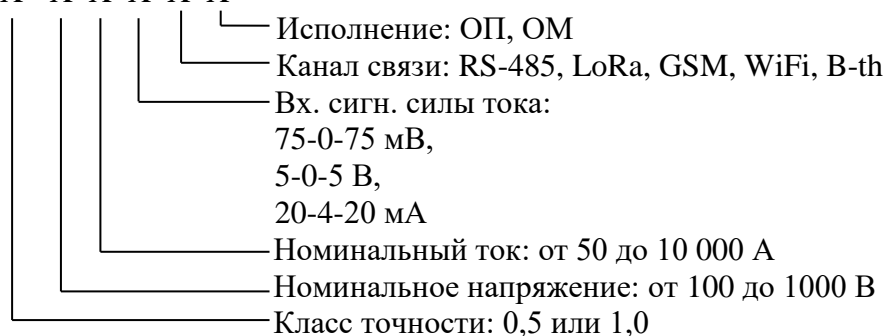 Исполнение: ОП, ОМ
Канал связи: RS-485, LoRa, GSM, WiFi, B-th
Вх. сигн. силы тока:
75-0-75 мВ,
5-0-5 В,
20-4-20 мА
Номинальный ток: от 50 до 10 000 А
Номинальное напряжение: от 100 до 1000 В
Класс точности: 0,5 или 1,0